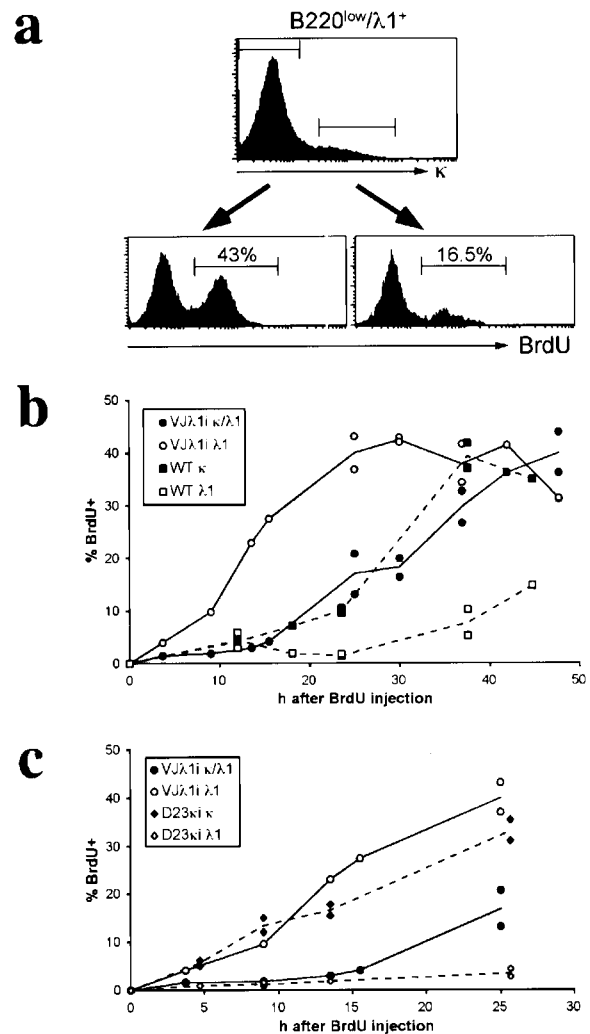 a
B220low/λ1+
κ
43%
16.5%
BrdU
b
50
40
30
20
10
0
% BrdU+
VJλ1i κ/λ1
VJλ1i λ1
WT κ
WT λ1
0 10 20 30 40 50
h after BrdU injection
c
50
40
30
20
10
0
% BrdU+
VJλ1i κ/λ1
VJλ1i λ1
D23κi κ
D23κi λ1
0 5 10 15 20 25 30
h after BrdU injection